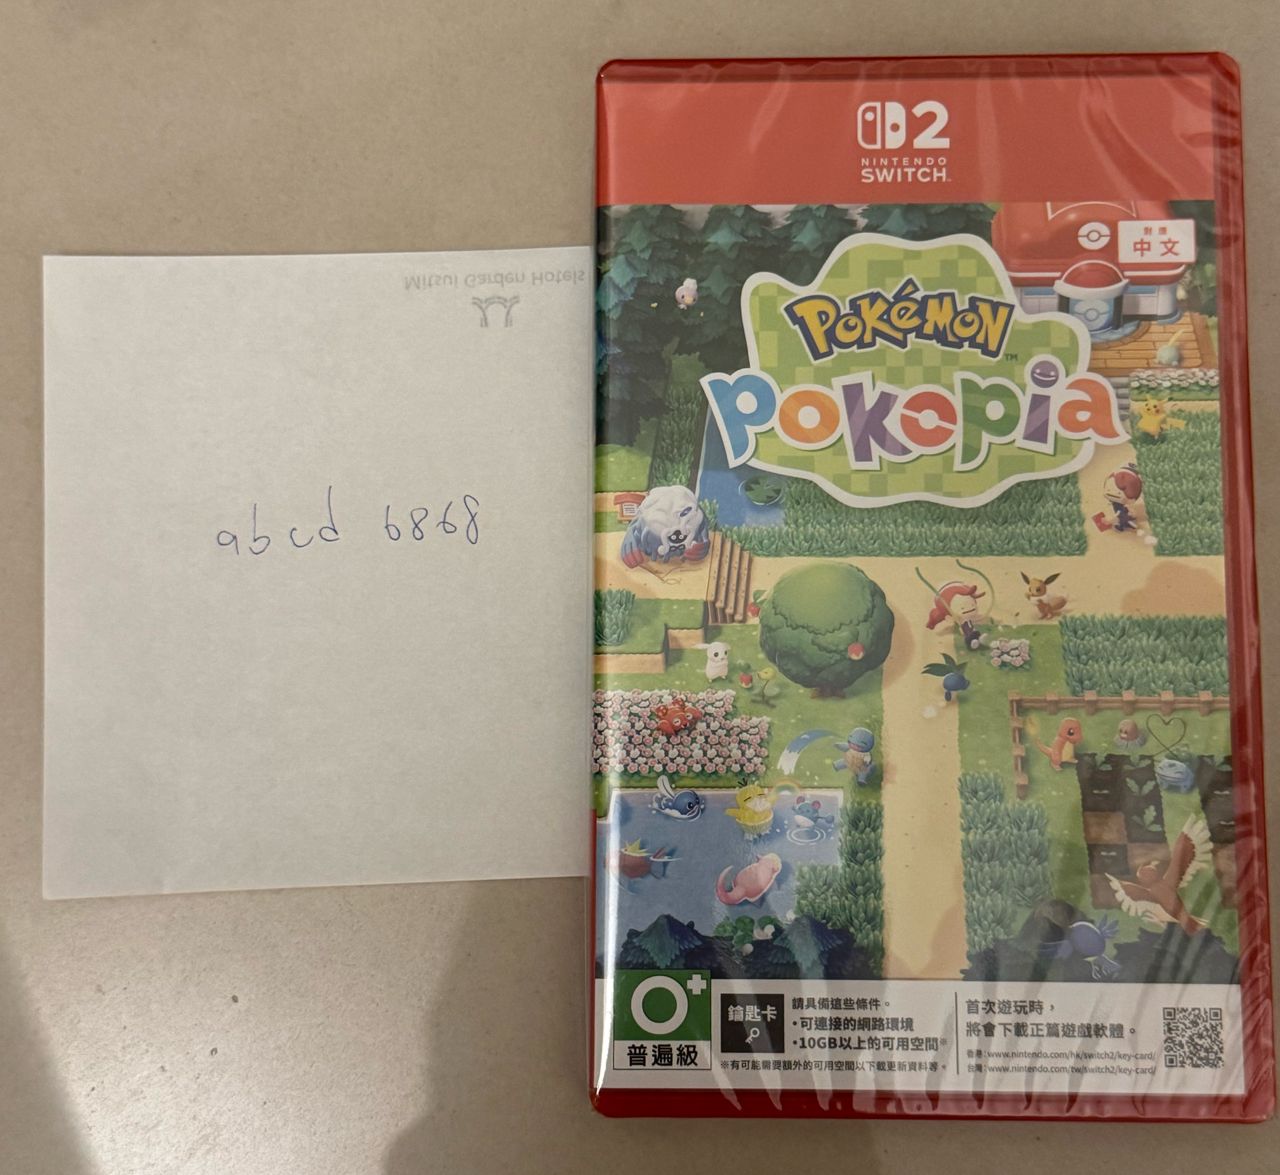 Mitsui Garden Hotels
abcd 6868
2
NINTENDO
SWITCH™
對應
中文
POKÉMON™
pokopia
普遍級
鑰匙卡
請具備這些條件。
•可連接的網路環境
•10GB以上的可用空間※
※有可能需要額外的可用空間以下載更新資料等。
首次遊玩時，
將會下載正篇遊戲軟體。
香港：www.nintendo.com/hk/switch2/key-card/
台灣：www.nintendo.com/tw/switch2/key-card/